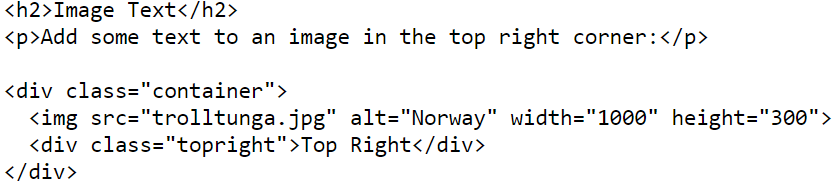 <h2>Image Text</h2>
<p>Add some text to an image in the top right corner:</p>
<div class="container">
<img src="trolltunga.jpg" alt="Norway" width="1000" height="300">
<div class="topright">Top Right</div>
</div>